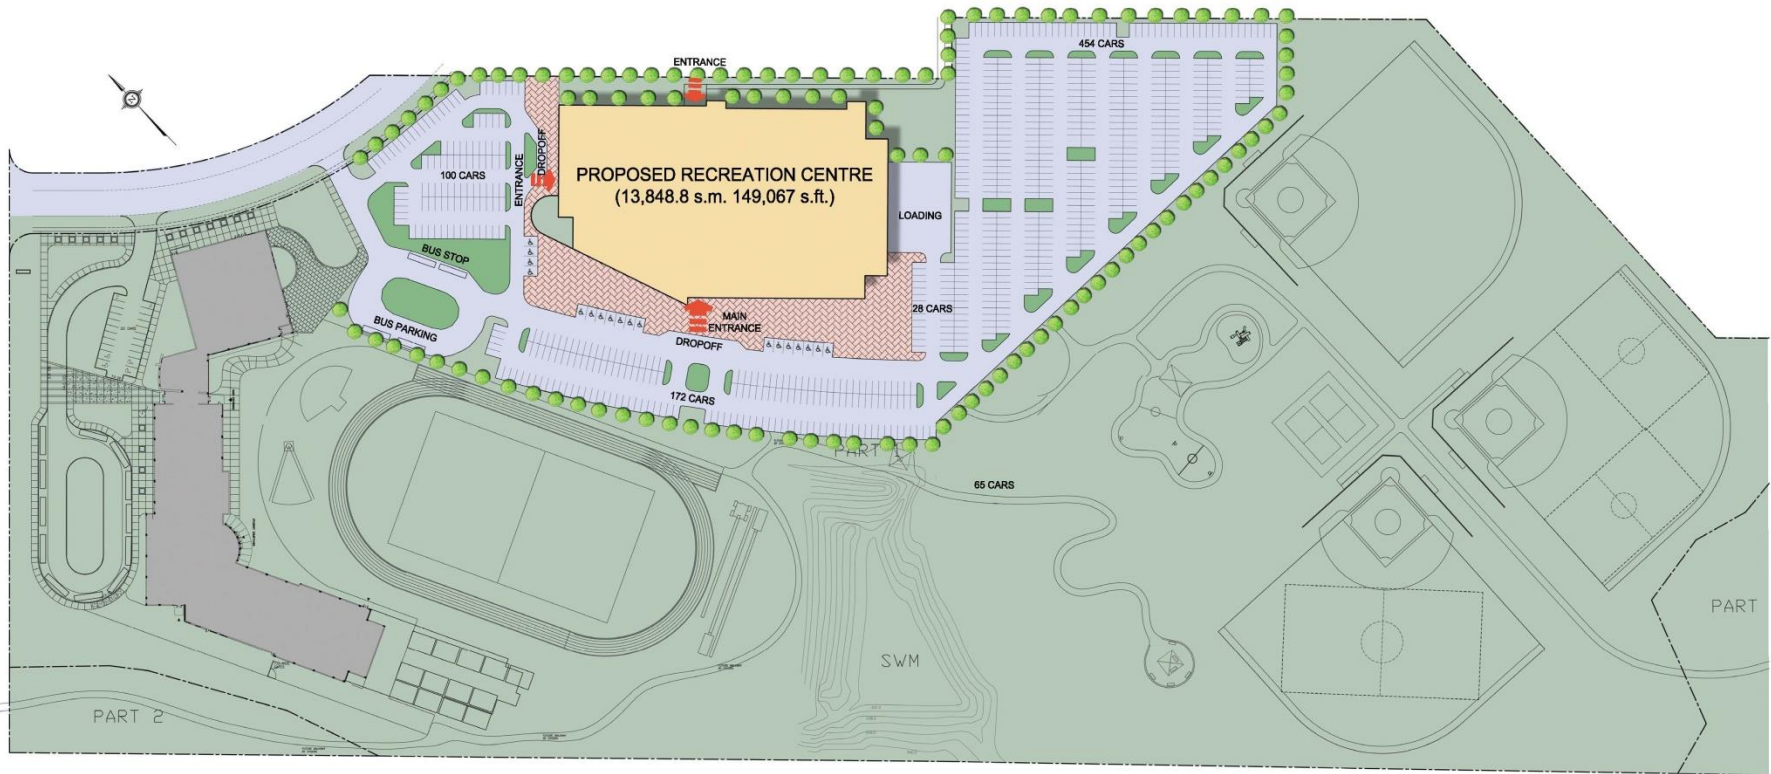 ENTRANCE
454 CARS
DROPOFF
ENTRANCE
100 CARS
PROPOSED RECREATION CENTRE
(13,848.8 s.m. 149,067 s.ft.)
LOADING
BUS STOP
28 CARS
MAIN
ENTRANCE
BUS PARKING
DROPOFF
172 CARS
PART
65 CARS
PART
SWM
PART 2